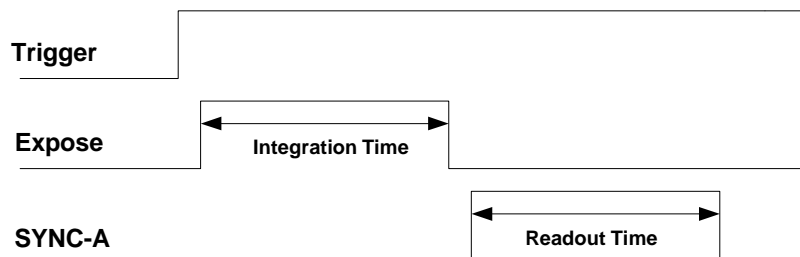 Trigger
Expose
Integration Time
SYNC-A
Readout Time